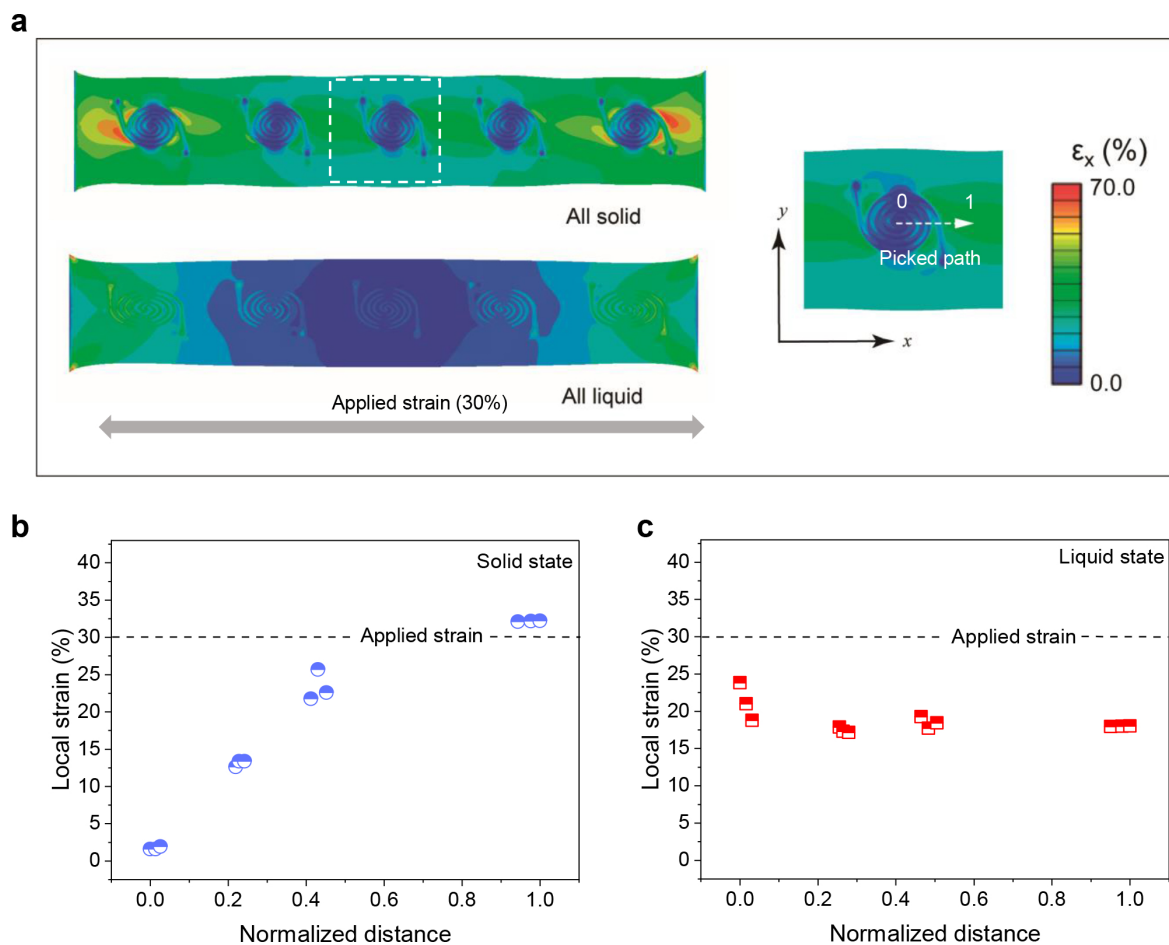 a
All solid
All liquid
Applied strain (30%)
y
x
0
1
Picked path
εx (%)
70.0
0.0
b
Solid state
Applied strain
Local strain (%)
40
35
30
25
20
15
10
5
0
0.0 0.2 0.4 0.6 0.8 1.0
Normalized distance
c
Liquid state
Applied strain
Local strain (%)
40
35
30
25
20
15
10
5
0
0.0 0.2 0.4 0.6 0.8 1.0
Normalized distance